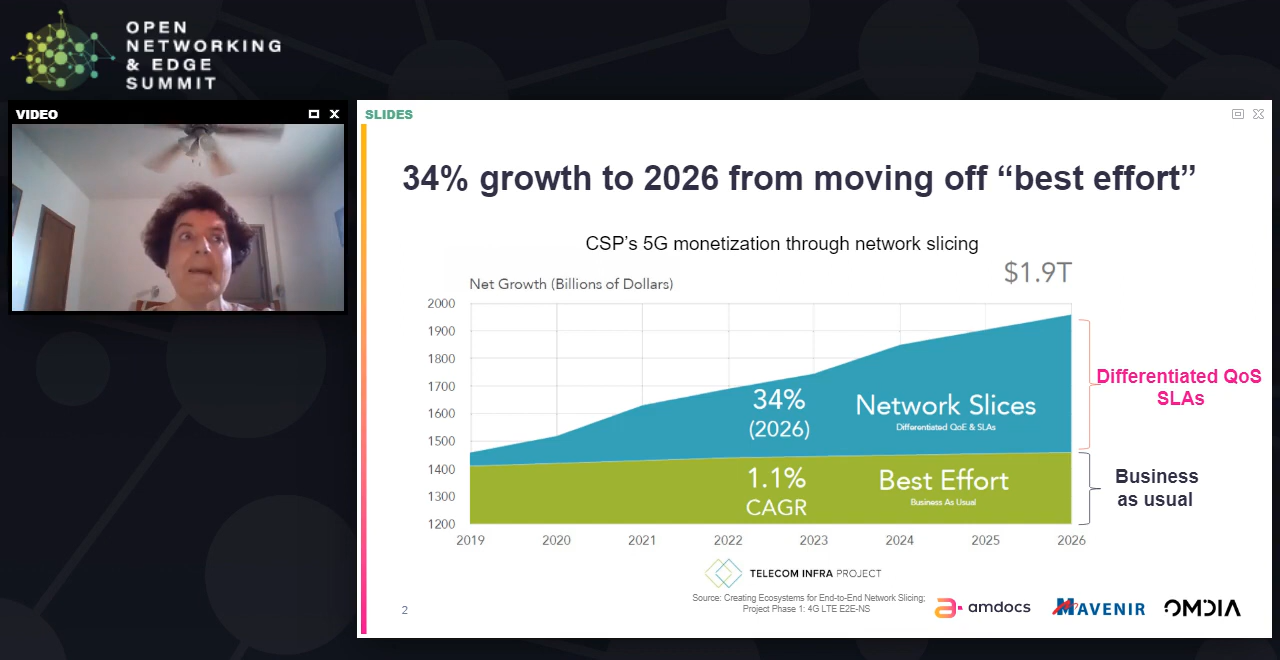 OPEN
NETWORKING
& EDGE
SUMMIT
VIDEO
SLIDES
34% growth to 2026 from moving off “best effort”
CSP's 5G monetization through network slicing
$1.9T
Net Growth (Billions of Dollars)
2000
1900
1800
1700
1600
1500
1400
1300
1200
34%
(2026)
Network Slices
Differentiated QoE & SLAs
1.1%
CAGR
Best Effort
Business As Usual
Differentiated QoS
SLAs
Business
as usual
2019 2020 2021 2022 2023 2024 2025 2026
TELECOM INFRA PROJECT
Source: Creating Ecosystems for End-to-End Network Slicing;
Project Phase 1: 4G LTE E2E-NS
2
amdocs
MAVENIR
OMDIA